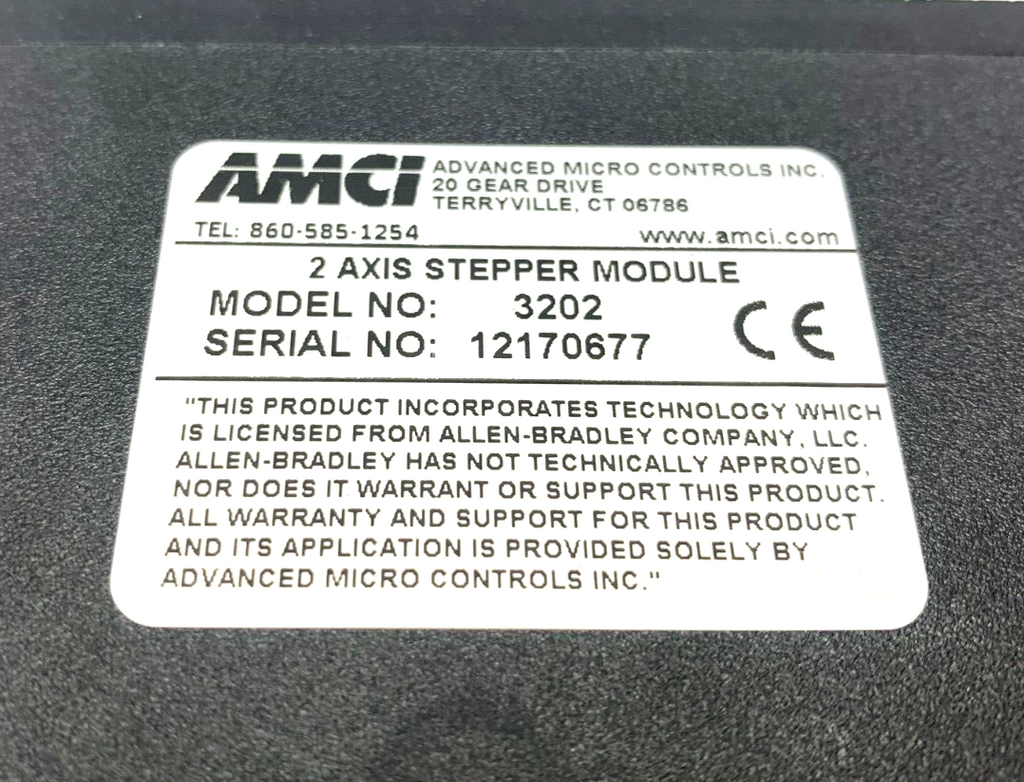 AMCI ADVANCED MICRO CONTROLS INC.
20 GEAR DRIVE
TERRYVILLE, CT 06786
TEL: 860-585-1254 www.amci.com
2 AXIS STEPPER MODULE
MODEL NO: 3202
SERIAL NO: 12170677 CE
"THIS PRODUCT INCORPORATES TECHNOLOGY WHICH
IS LICENSED FROM ALLEN-BRADLEY COMPANY, LLC.
ALLEN-BRADLEY HAS NOT TECHNICALLY APPROVED,
NOR DOES IT WARRANT OR SUPPORT THIS PRODUCT.
ALL WARRANTY AND SUPPORT FOR THIS PRODUCT
AND ITS APPLICATION IS PROVIDED SOLELY BY
ADVANCED MICRO CONTROLS INC."